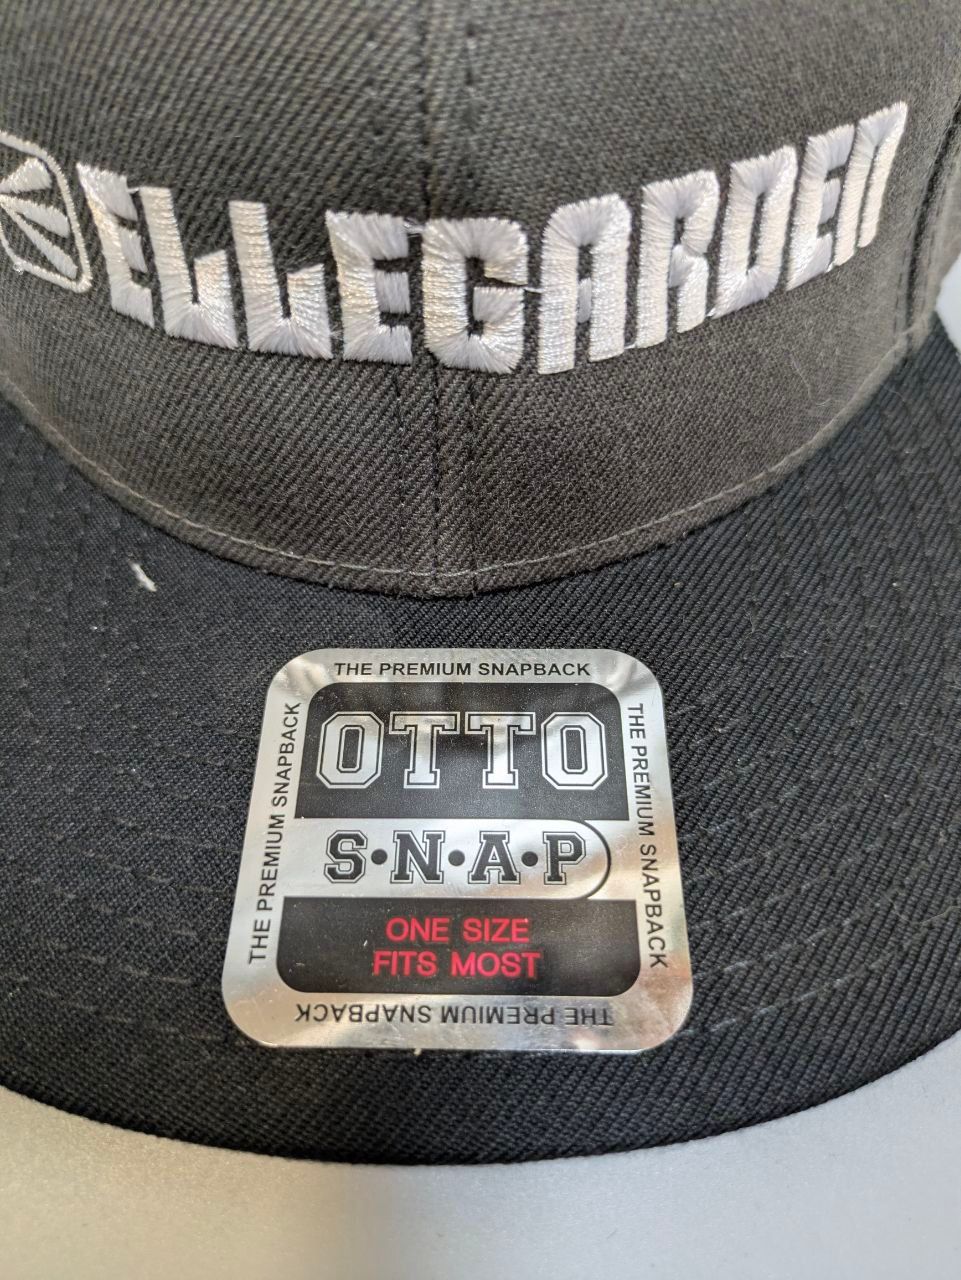 ELLEGARDEN
THE PREMIUM SNAPBACK
THE PREMIUM SNAPBACK
OTTO
S·N·A·P
ONE SIZE
FITS MOST
THE PREMIUM SNAPBACK
THE PREMIUM SNAPBACK